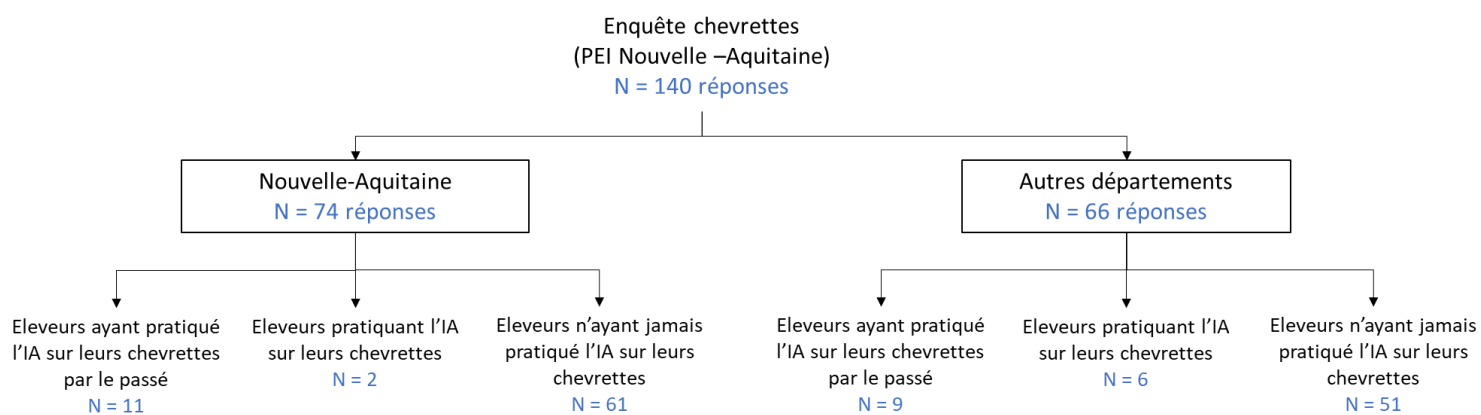 Enquête chevrettes
(PEI Nouvelle –Aquitaine)
N = 140 réponses
Nouvelle-Aquitaine
N = 74 réponses
Autres départements
N = 66 réponses
Eleveurs ayant pratiqué
l’IA sur leurs chevrettes
par le passé
N = 11
Eleveurs pratiquant l’IA
sur leurs chevrettes
N = 2
Eleveurs n’ayant jamais
pratiqué l’IA sur leurs
chevrettes
N = 61
Eleveurs ayant pratiqué
l’IA sur leurs chevrettes
par le passé
N = 9
Eleveurs pratiquant l’IA
sur leurs chevrettes
N = 6
Eleveurs n’ayant jamais
pratiqué l’IA sur leurs
chevrettes
N = 51